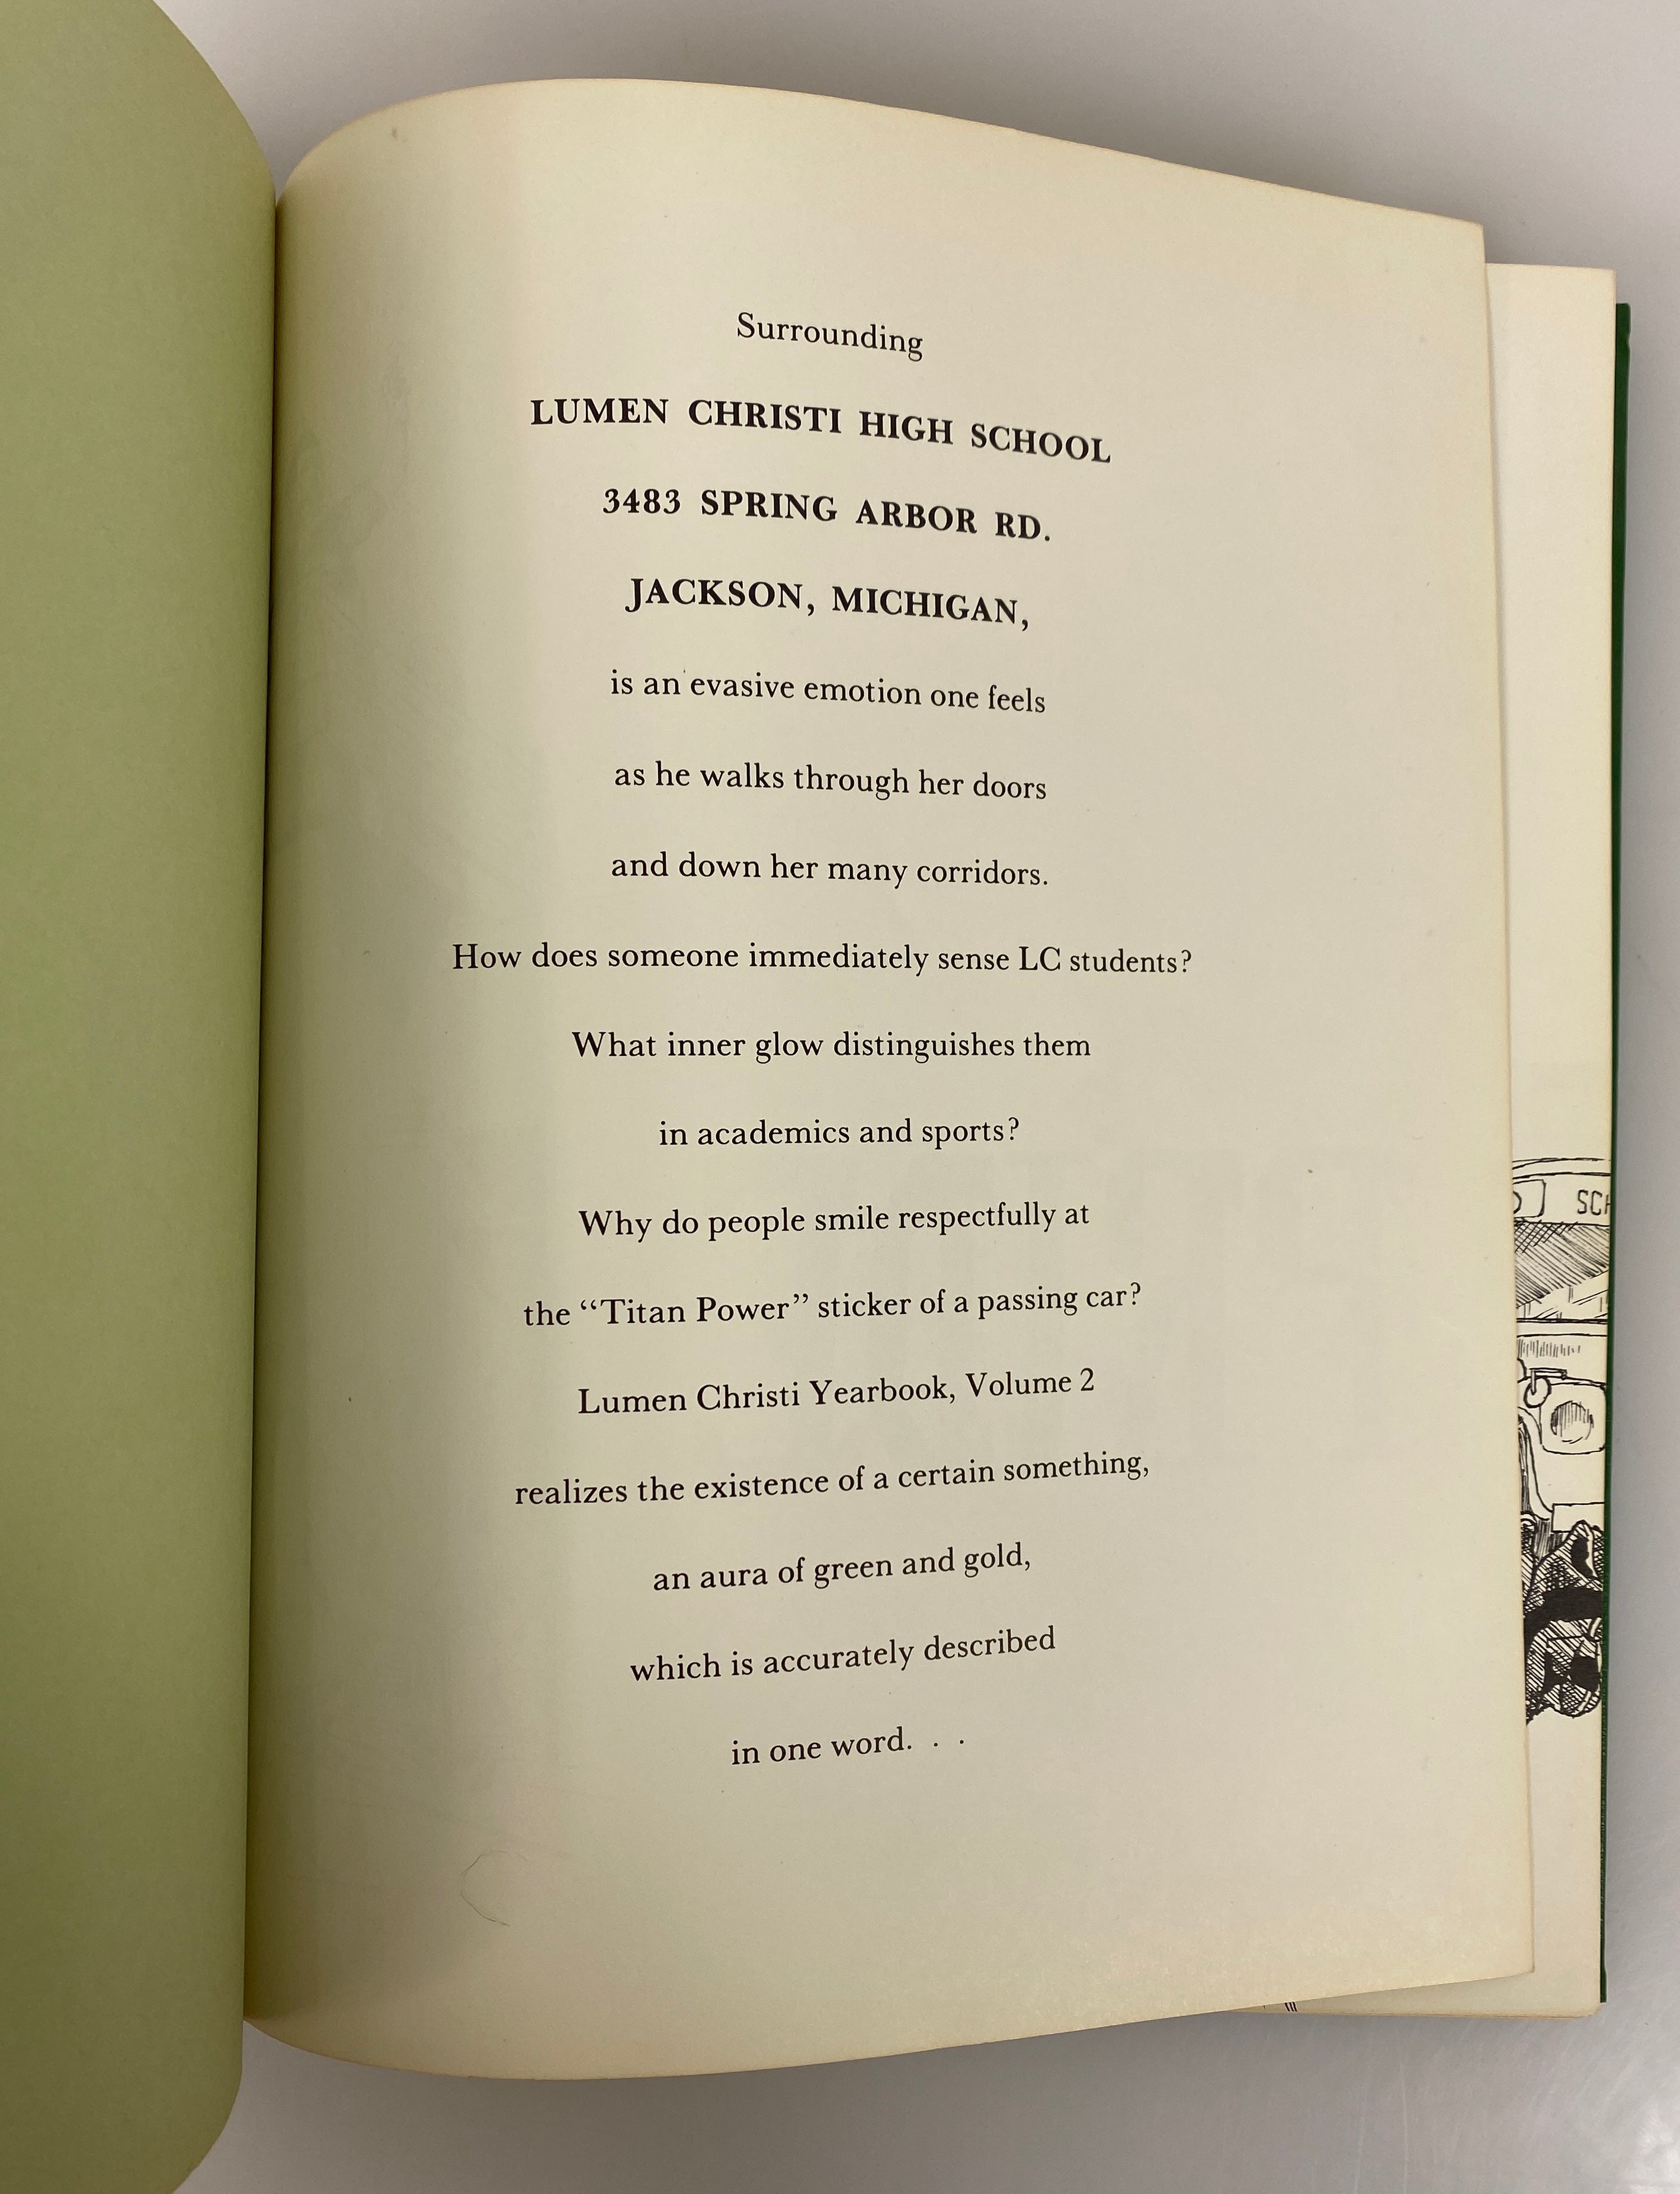 Surrounding
LUMEN CHRISTI HIGH SCHOOL
3483 SPRING ARBOR RD.
JACKSON, MICHIGAN,
is an evasive emotion one feels
as he walks through her doors
and down her many corridors.
How does someone immediately sense LC students?
What inner glow distinguishes them
in academics and sports?
Why do people smile respectfully at
the “Titan Power” sticker of a passing car?
Lumen Christi Yearbook, Volume 2
realizes the existence of a certain something,
an aura of green and gold,
which is accurately described
in one word. . .